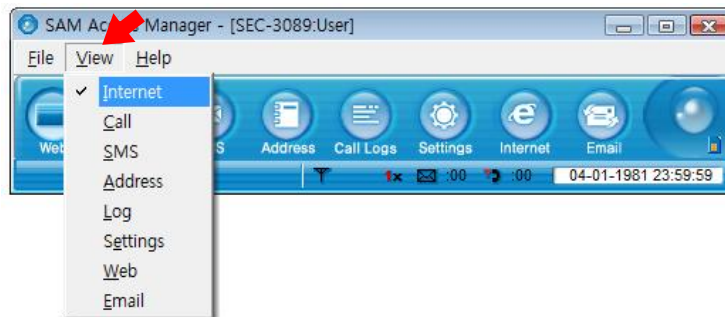 SAM Access Manager - [SEC-3089:User]
File View Help
Internet
Call
SMS
Address
Log
Settings
Web
Email
Address Call Logs Settings Internet Email
1x :00 :00 04-01-1981 23:59:59